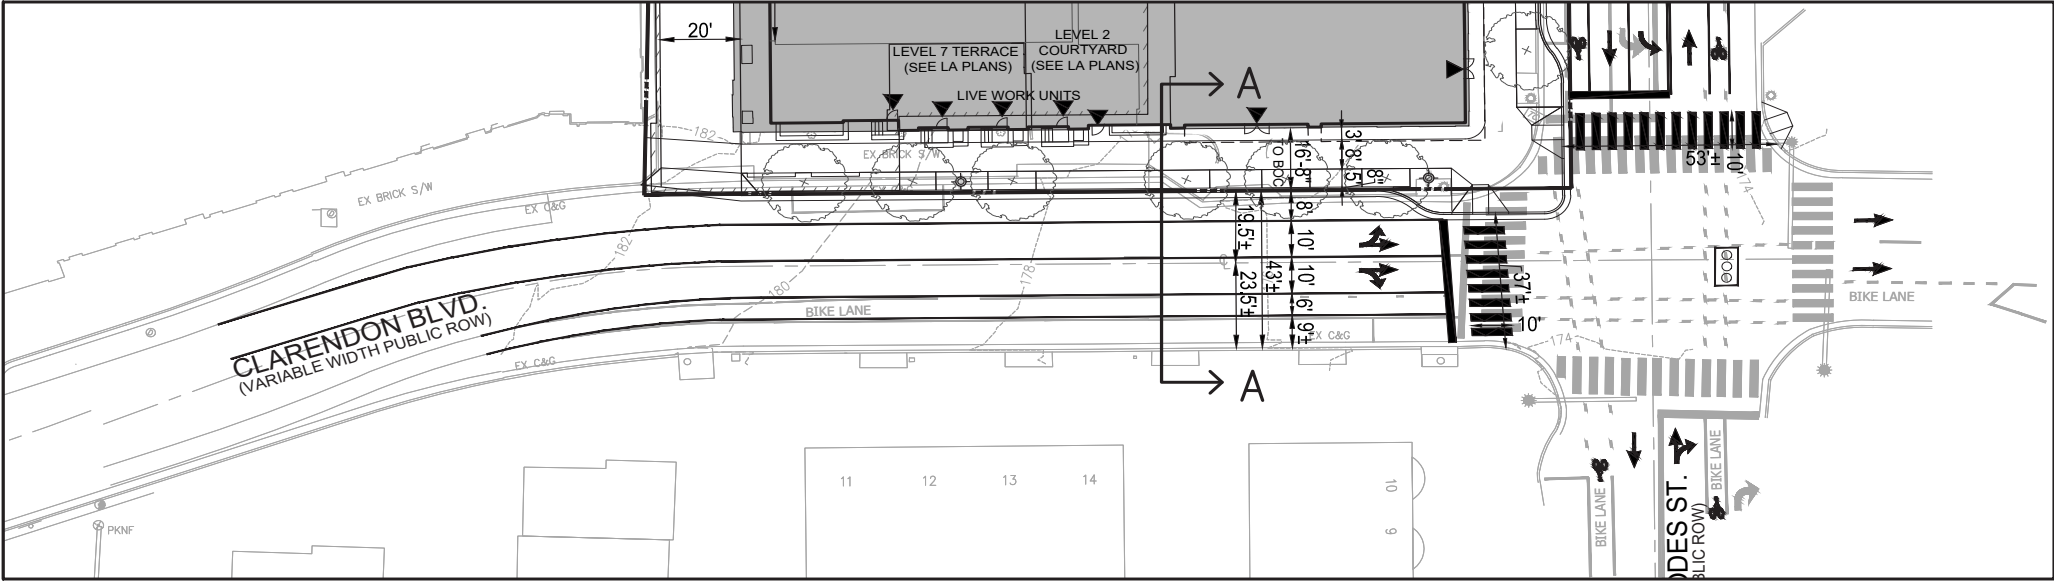 20'
LEVEL 7 TERRACE
(SEE LA PLANS)
LEVEL 2
COURTYARD
(SEE LA PLANS)
LIVE WORK UNITS
A
182
EX BRICK S/W
EX BRICK S/W
EX C&G
16'-8"
TO BOC
3'
8'
5'
8"
53'±
10'
174
182
180
178
BIKE LANE
19.5'±
23.5'±
43'±
8'
10'
10'
6'
9'±
37'±
10'
BIKE LANE
CLARENDON BLVD.
(VARIABLE WIDTH PUBLIC ROW)
EX C&G
EX C&G
174
A
11
12
13
14
10
9
PKNF
BIKE LANE
BIKE LANE
ODES ST.
BLIC ROW)